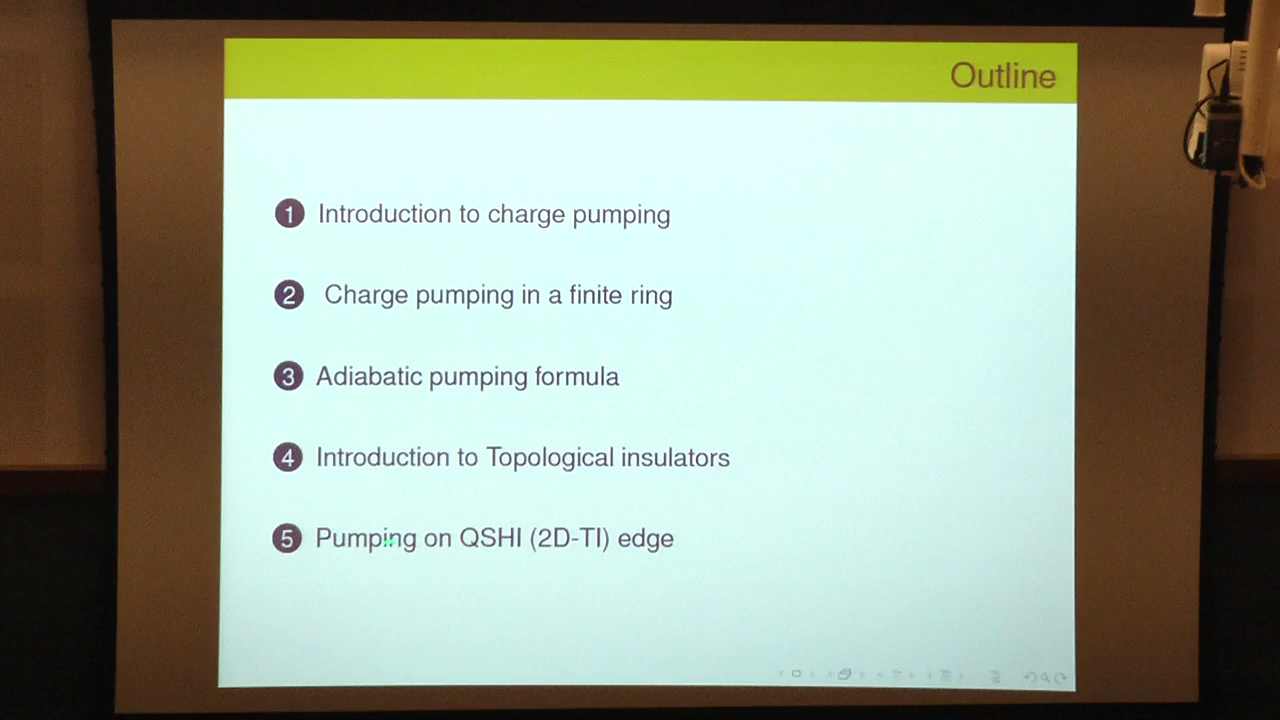 Outline
1 Introduction to charge pumping
2 Charge pumping in a finite ring
3 Adiabatic pumping formula
4 Introduction to Topological insulators
5 Pumping on QSHI (2D-TI) edge